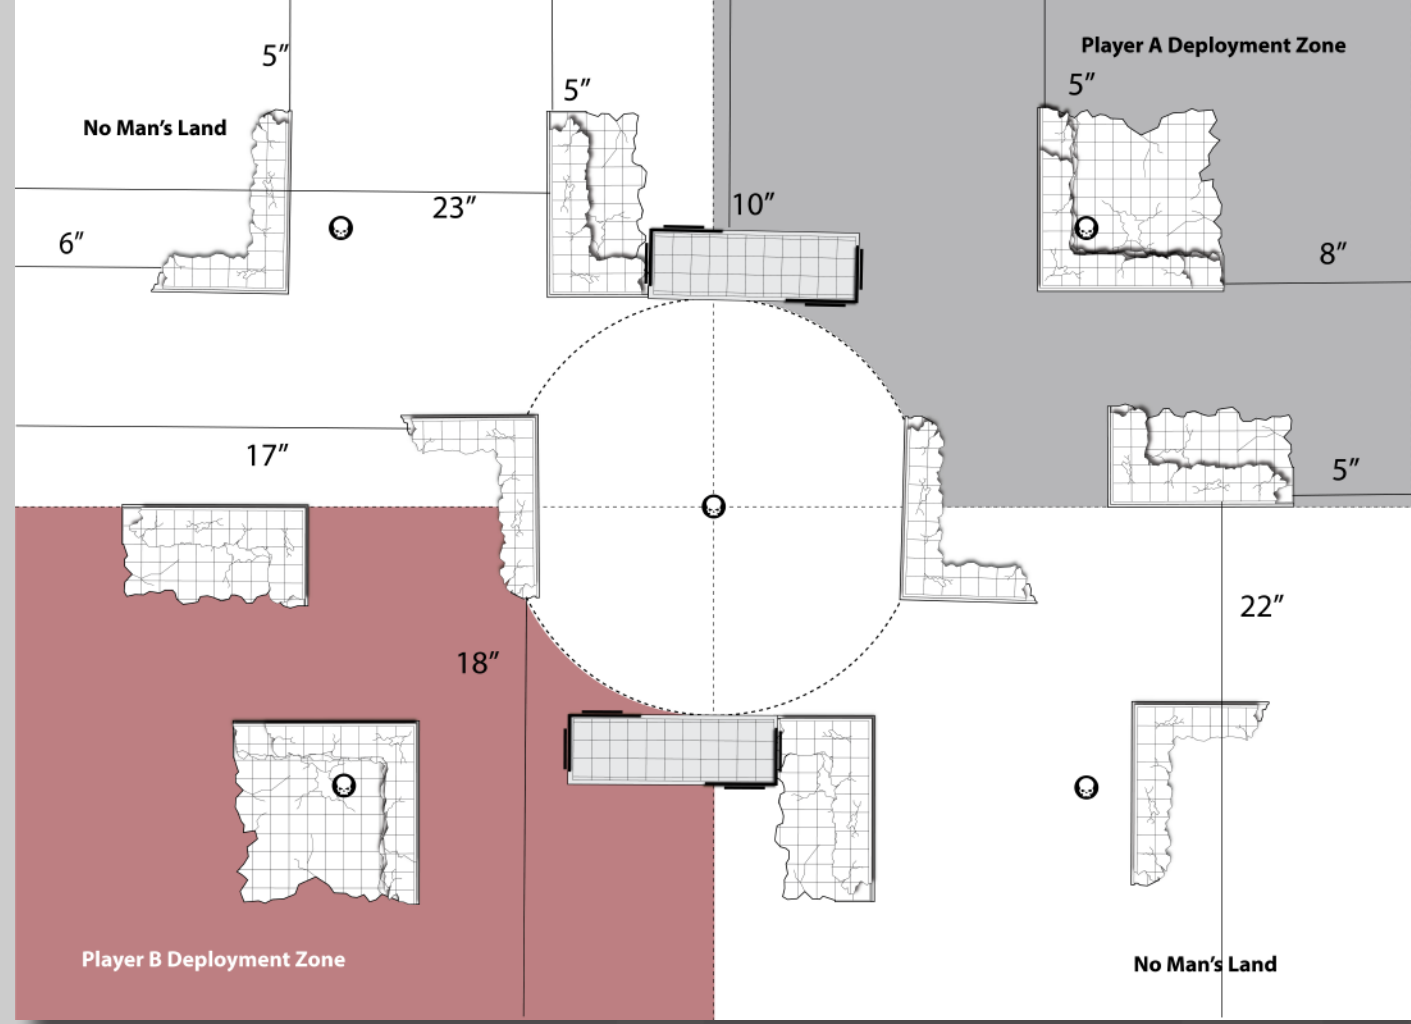 Player A Deployment Zone
5″
5″
5″
No Man’s Land
10″
23″
6″
8″
17″
5″
22″
18″
Player B Deployment Zone
No Man’s Land